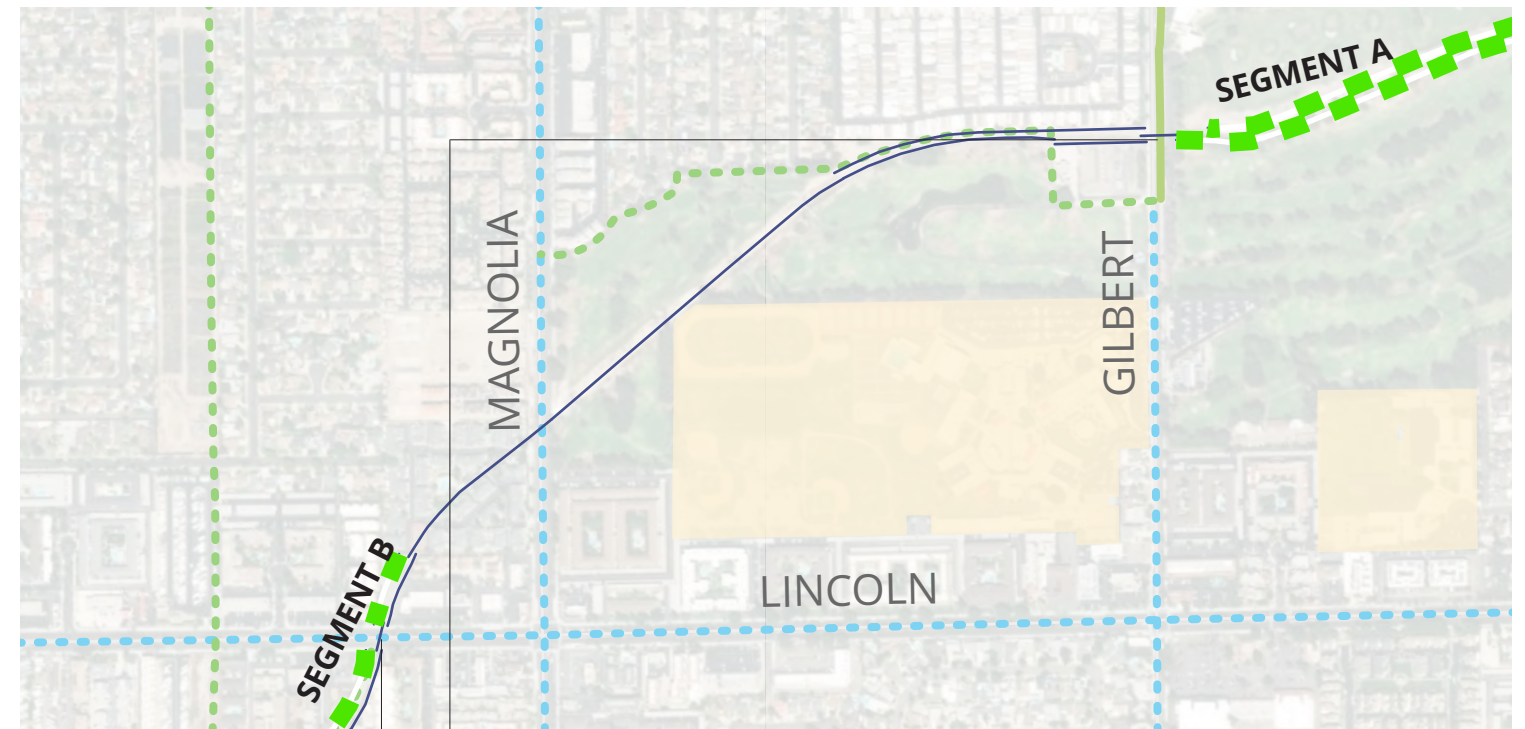 SEGMENT A
MAGNOLIA
GILBERT
SEGMENT B
LINCOLN